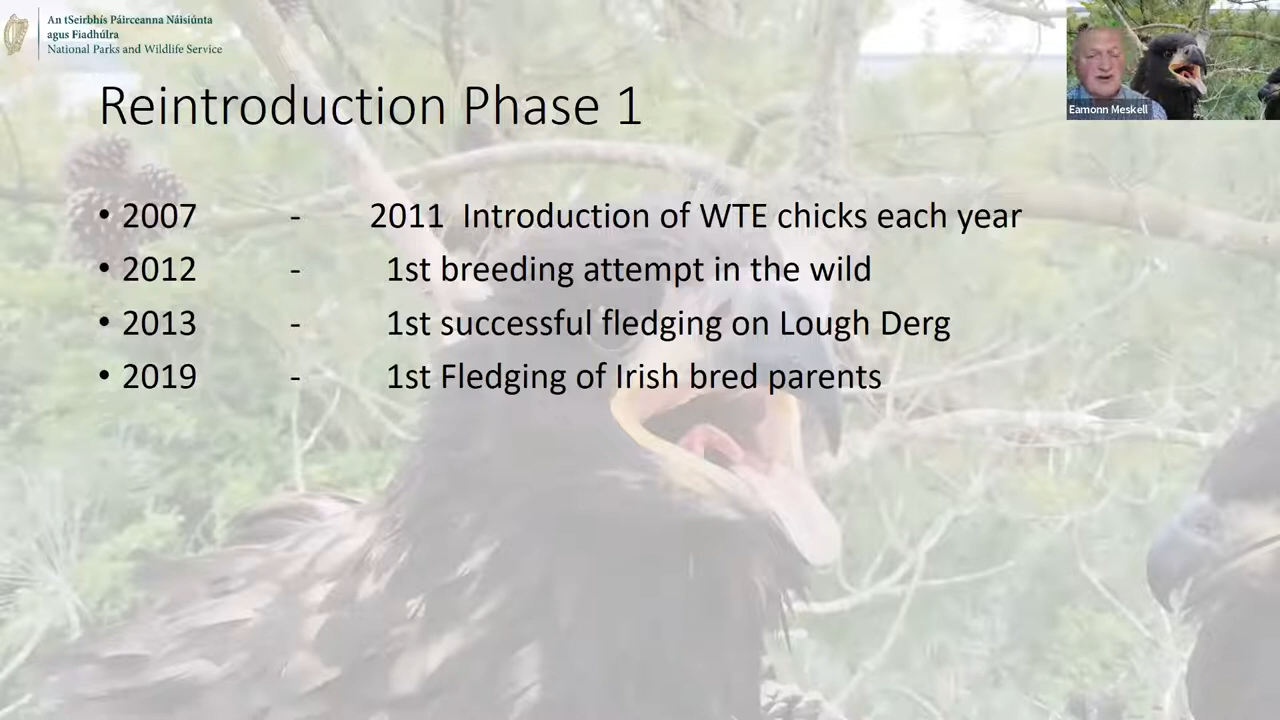 An tSeirbhís Páirceanna Náisiúnta
agus Fiadhúlra
National Parks and Wildlife Service
Eamonn Meskell
Reintroduction Phase 1
• 2007 - 2011 Introduction of WTE chicks each year
• 2012 - 1st breeding attempt in the wild
• 2013 - 1st successful fledging on Lough Derg
• 2019 - 1st Fledging of Irish bred parents